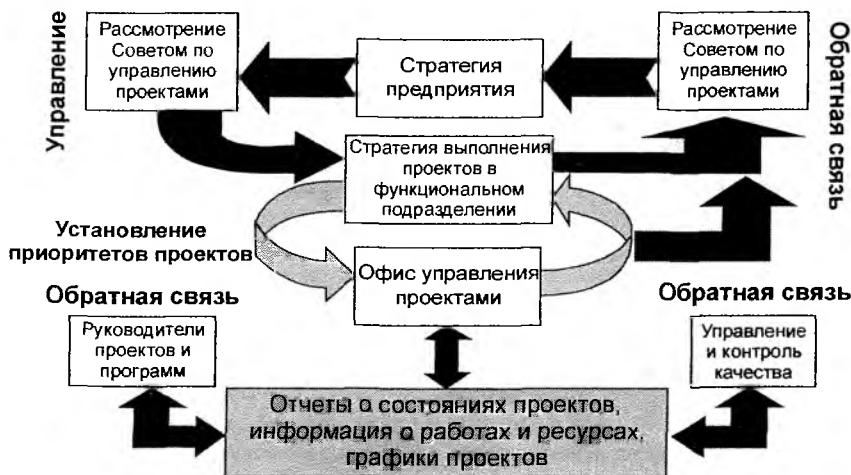 Управление
Рассмотрение
Советом по
управлению
проектами
Стратегия
предприятия
Рассмотрение
Советом по
управлению
проектами
Обратная связь
Стратегия выполнения
проектов в
функциональном
подразделении
Установление
приоритетов проектов
Офис управления
проектами
Обратная связь
Руководители
проектов и
программ
Обратная связь
Управление
и контроль
качества
Отчеты о состояниях проектов,
информация о работах и ресурсах,
графики проектов